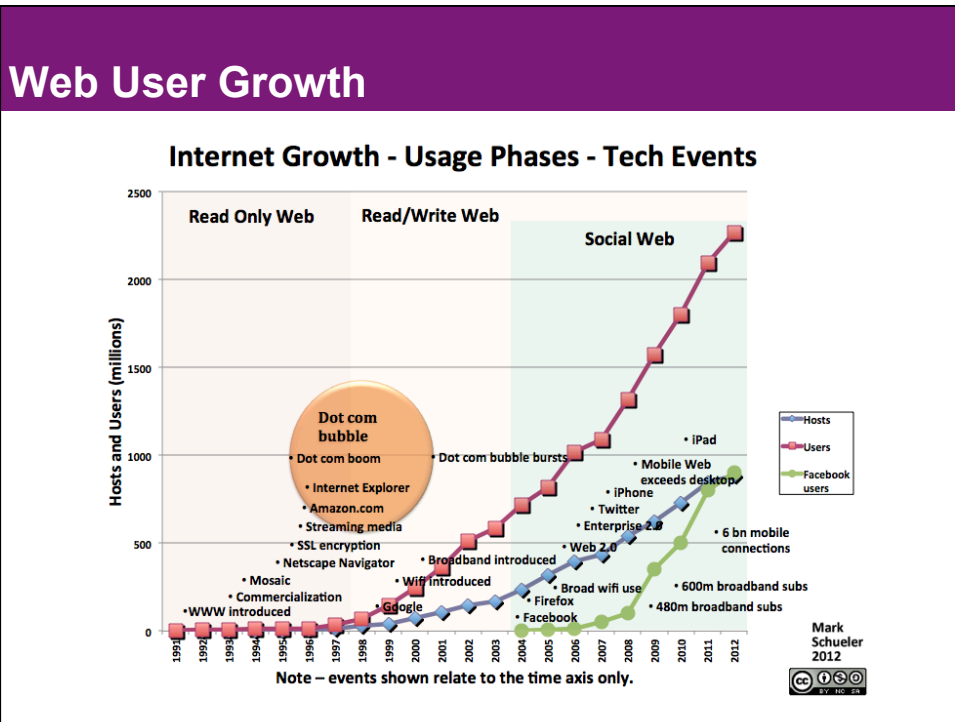 Web User Growth
Internet Growth - Usage Phases - Tech Events
Hosts and Users (millions)
2500
2000
1500
1000
500
0
Read Only Web
Read/Write Web
Social Web
Dot com
bubble
• Dot com boom
• Dot com bubble bursts
• Internet Explorer
• Amazon.com
• Streaming media
• SSL encryption
• Netscape Navigator
• Mosaic
• Commercialization
• WWW introduced
• Broadband introduced
• Wifi introduced
• Google
• iPad
• Mobile Web
exceeds desktop
• iPhone
• Twitter
• Enterprise 2.0
• Web 2.0
• Broad wifi use
• Firefox
• Facebook
• 6 bn mobile
connections
• 600m broadband subs
• 480m broadband subs
1991 1992 1993 1994 1995 1996 1997 1998 1999 2000 2001 2002 2003 2004 2005 2006 2007 2008 2009 2010 2011 2012
Note – events shown relate to the time axis only.
Hosts
Users
Facebook
users
Mark
Schueler
2012
cc
BY NC SA